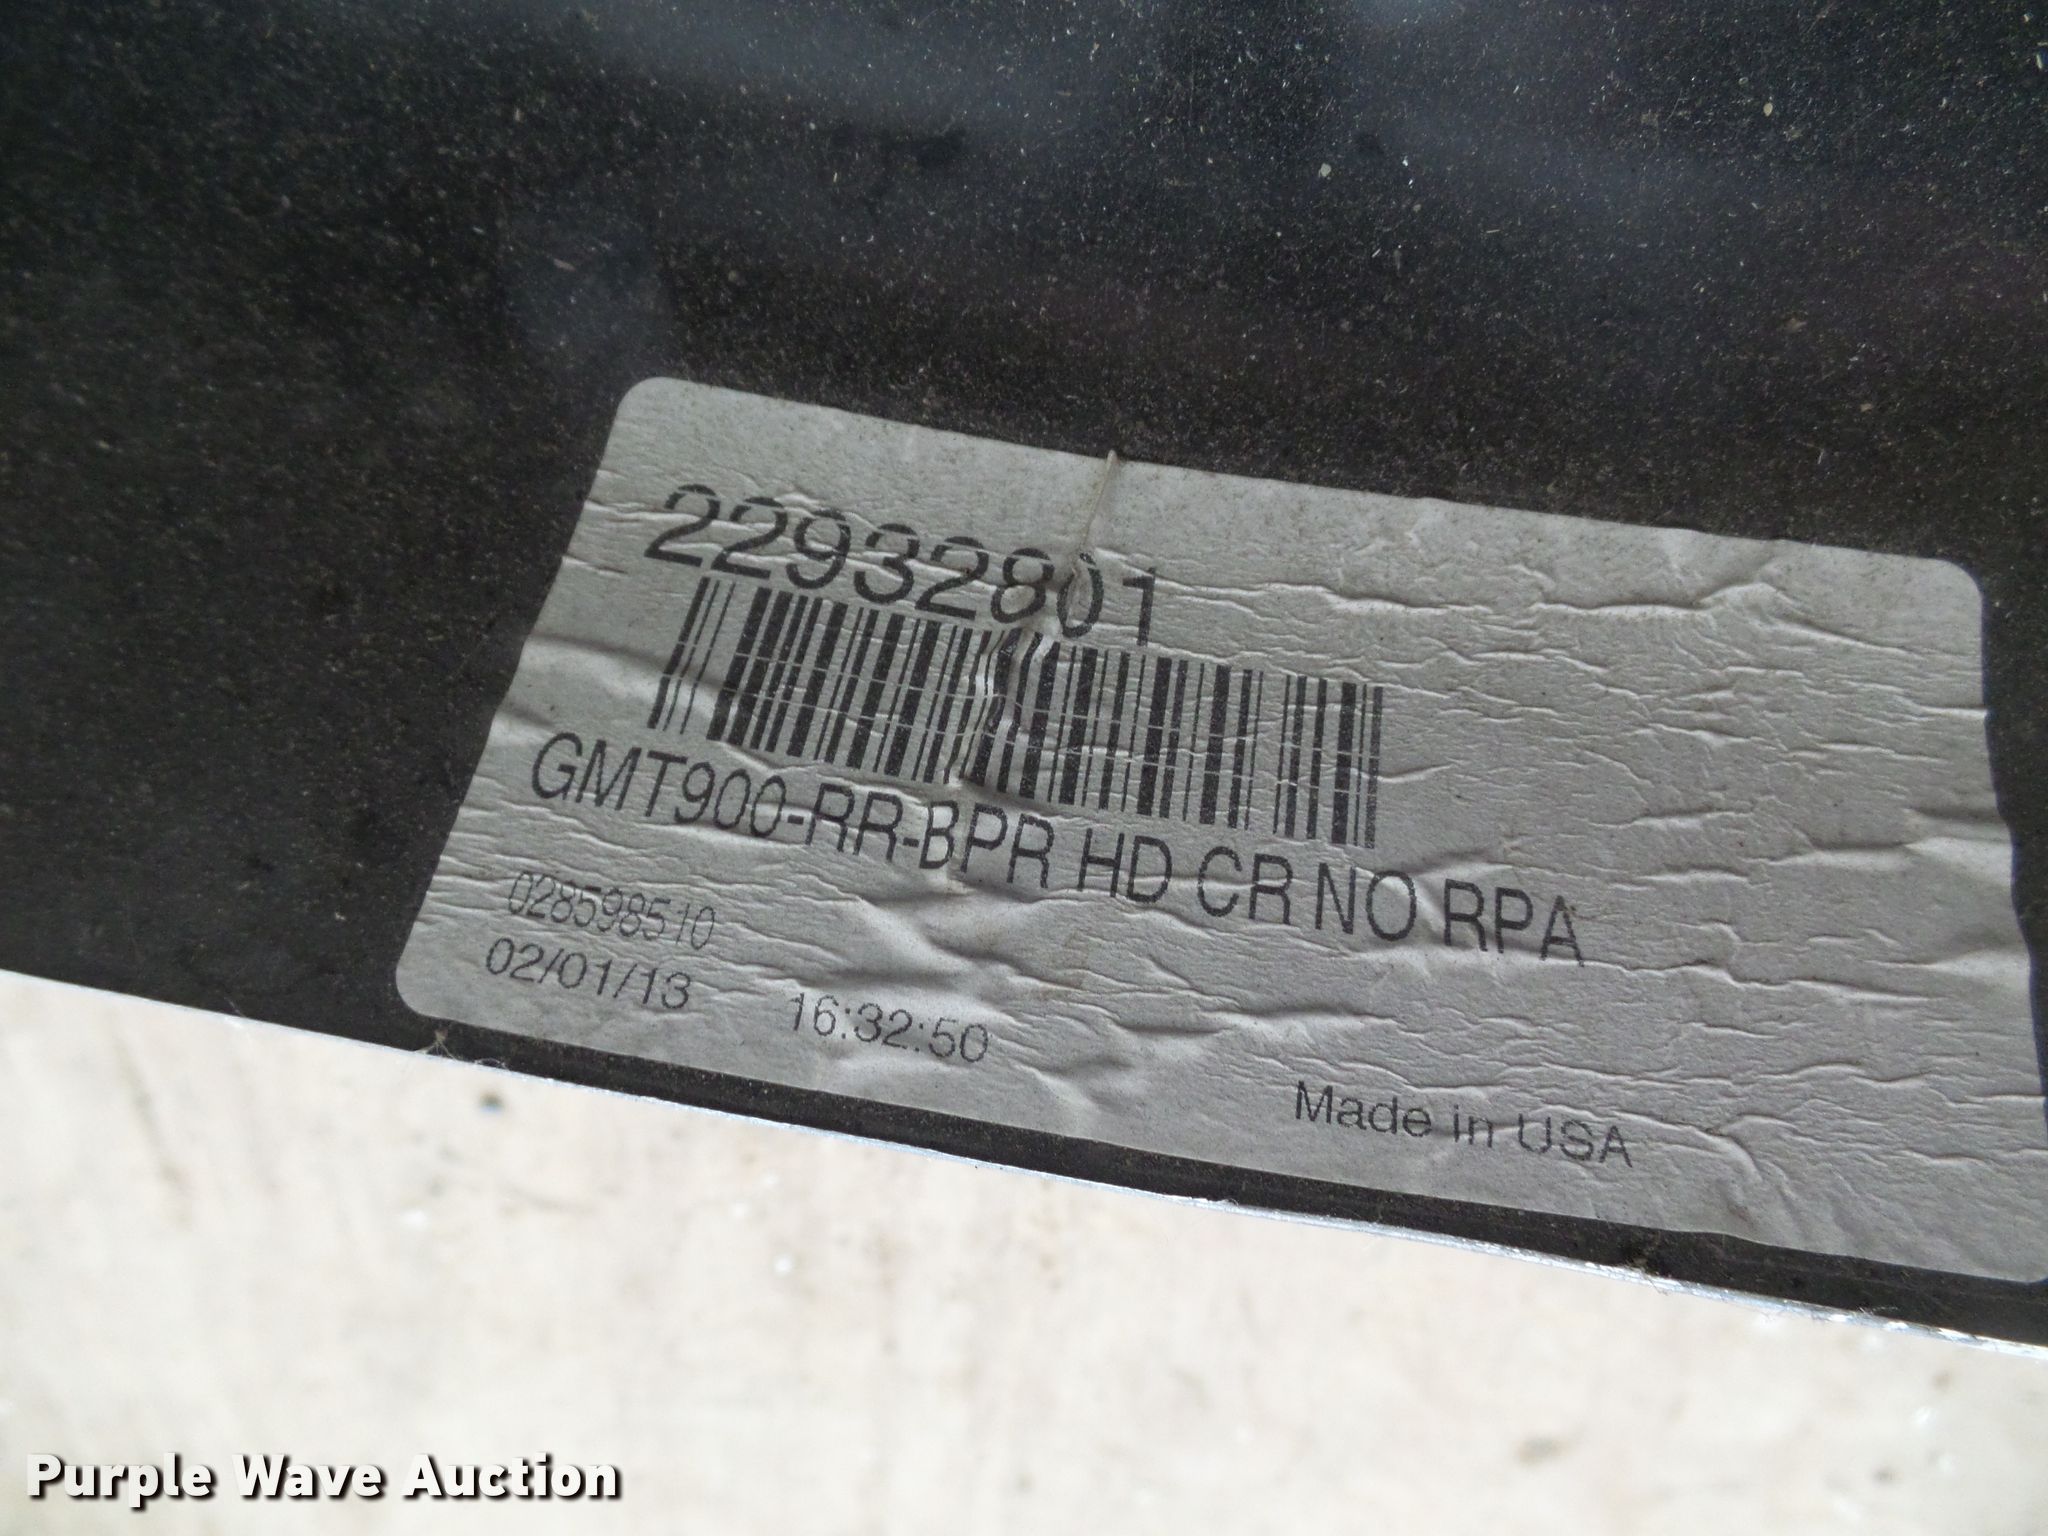 22932801
GMT900-RR-BPR HD CR NO RPA
028598510
02/01/13 16:32:50
Made in USA
Purple Wave Auction